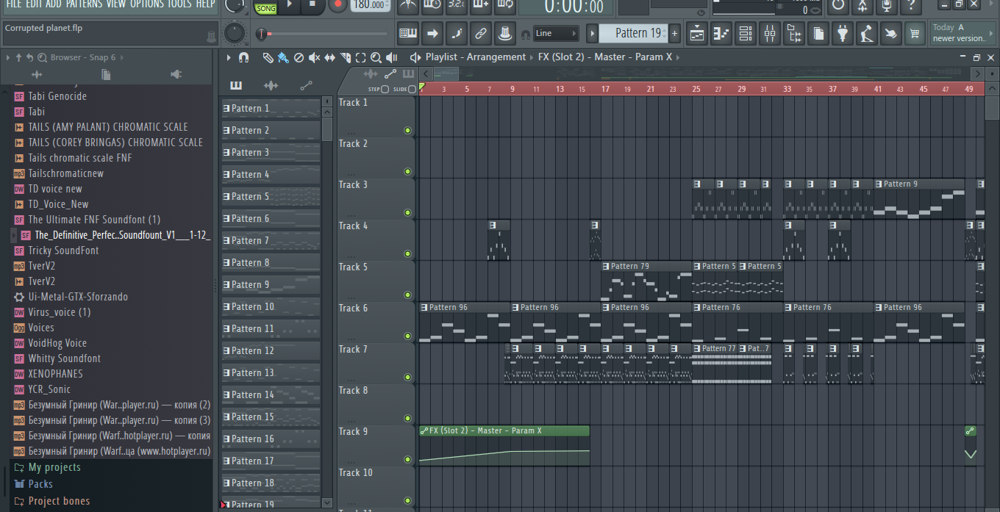 FILE EDIT ADD PATTERNS VIEW OPTIONS TOOLS HELP
SONG
180.000
3.2..
0:00:00
0
?
Corrupted planet.flp
Line
Pattern 19
+
Today A
newer version..
Browser - Snap 6
Playlist - Arrangement › FX (Slot 2) - Master - Param X
STEP SLIDE
1 3 5 7 9 11 13 15 17 19 21 23 25 27 29 31 33 35 37 39 41 43 45 47 49
Tabi Genocide
Tabi
TAILS (AMY PALANT) CHROMATIC SCALE
TAILS (COREY BRINGAS) CHROMATIC SCALE
Tails chromatic scale FNF
Tailschromaticnew
TD voice new
TD_Voice_New
The Ultimate FNF Soundfont (1)
The_Definitive_Perfec..Soundfount_V1___1-12_
Tricky SoundFont
TverV2
TverV2
Ui-Metal-GTX-Sforzando
Virus_voice (1)
Voices
VoidHog Voice
Whitty Soundfont
XENOPHANES
YCR_Sonic
Безумный Гринир (War..player.ru) — копия (2)
Безумный Гринир (War..player.ru) — копия (3)
Безумный Гринир (Warf..hotplayer.ru) — копия
Безумный Гринир (Warf..ца (www.hotplayer.ru)
My projects
Packs
Project bones
Pattern 1
Pattern 2
Pattern 3
Pattern 4
Pattern 5
Pattern 6
Pattern 7
Pattern 8
Pattern 9
Pattern 10
Pattern 11
Pattern 12
Pattern 13
Pattern 14
Pattern 15
Pattern 16
Pattern 17
Pattern 18
Pattern 19
Track 1
Track 2
Track 3
Pattern 9
Track 4
Track 5
Pattern 79 Pattern 5 Pattern 5
Track 6
Pattern 96 Pattern 96 Pattern 96 Pattern 76 Pattern 76 Pattern 96
Track 7
Pattern 77 Pat..7
Track 8
Track 9
FX (Slot 2) - Master - Param X
Track 10